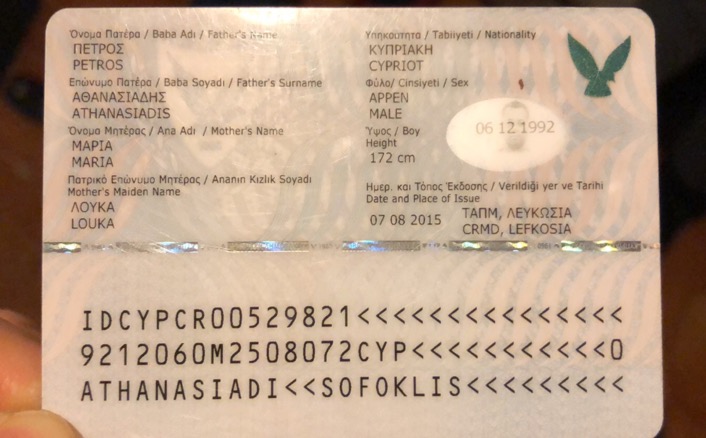 Όνομα Πατέρα / Baba Adı / Father's Name
ΠΕΤΡΟΣ
PETROS
Επώνυμο Πατέρα / Baba Soyadı / Father's Surname
ΑΘΑΝΑΣΙΑΔΗΣ
ATHANASIADIS
Όνομα Μητέρας / Ana Adı / Mother's Name
ΜΑΡΙΑ
MARIA
Πατρικό Επώνυμο Μητέρας / Ananın Kızlık Soyadı
Mother's Maiden Name
ΛΟΥΚΑ
LOUKA
Υπηκοότητα / Tabiiyeti / Nationality
ΚΥΠΡΙΑΚΗ
CYPRIOT
Φύλο/ Cinsiyeti / Sex
ΑΡΡΕΝ
MALE
Ύψος / Boy
Height
172 cm
06 12 1992
Ημερ. και Τόπος Έκδοσης / Verildiği yer ve Tarihi
Date and Place of Issue
07 08 2015
ΤΑΠΜ, ΛΕΥΚΩΣΙΑ
CRMD, LEFKOSIA
IDCYPCR00529821<<<<<<<<<<<<<<<
9212060M2508072CYP<<<<<<<<<<<0
ATHANASIADI<<SOFOKLIS<<<<<<<<<